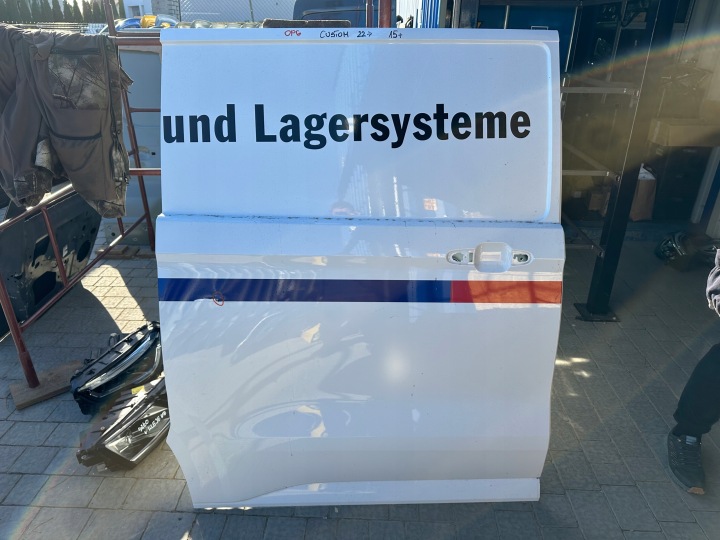 OPG CUSTOM 22-> 15+
und Lagersysteme